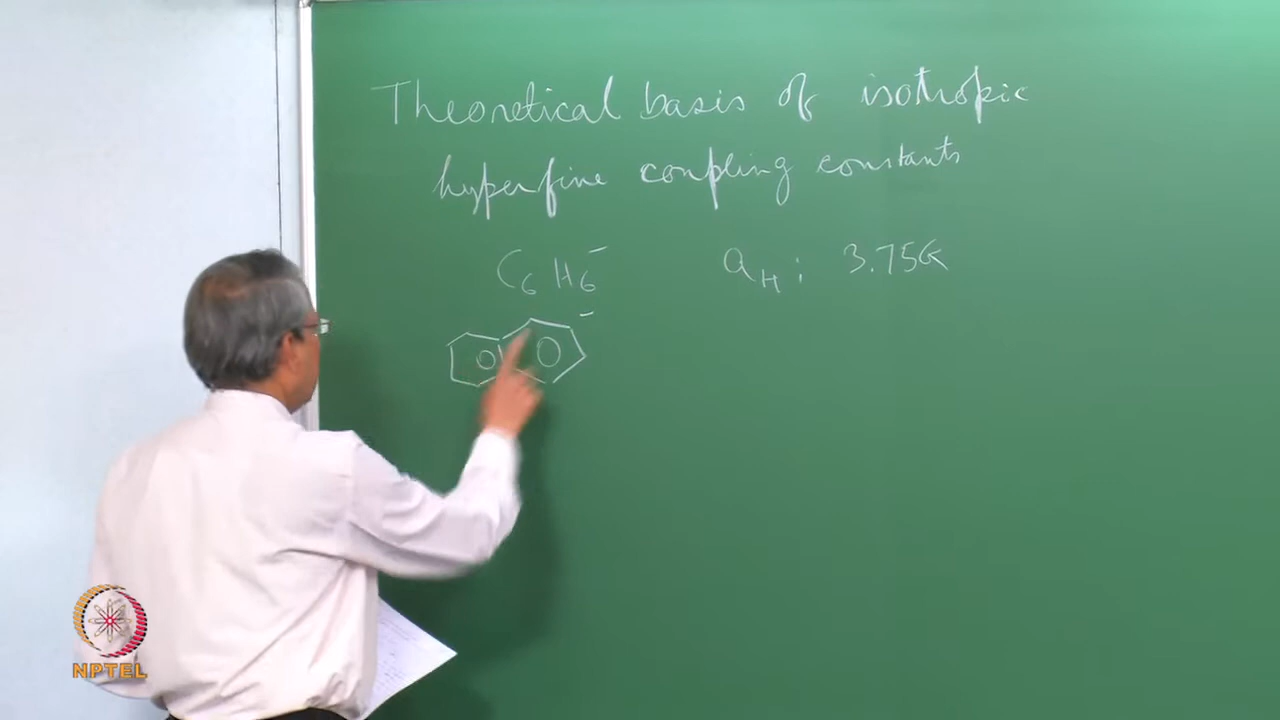 Theoretical basis of isotropic
hyperfine coupling constants
C₆H₆⁻ a_H : 3.75G
NPTEL